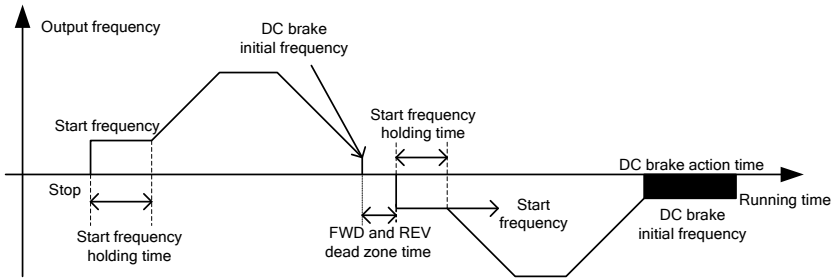 Output frequency
DC brake
initial frequency
Start frequency
holding time
Start frequency
DC brake action time
Stop
Running time
Start
frequency
DC brake
initial frequency
Start frequency
holding time
FWD and REV
dead zone time